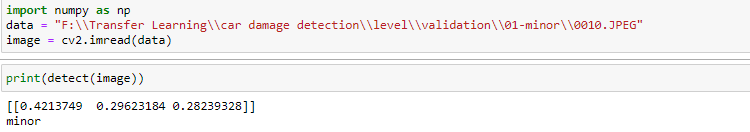 import numpy as np
data = "F:\\Transfer Learning\\car damage detection\\level\\validation\\01-minor\\0010.JPEG"
image = cv2.imread(data)
print(detect(image))
[[0.4213749  0.29623184 0.28239328]]
minor